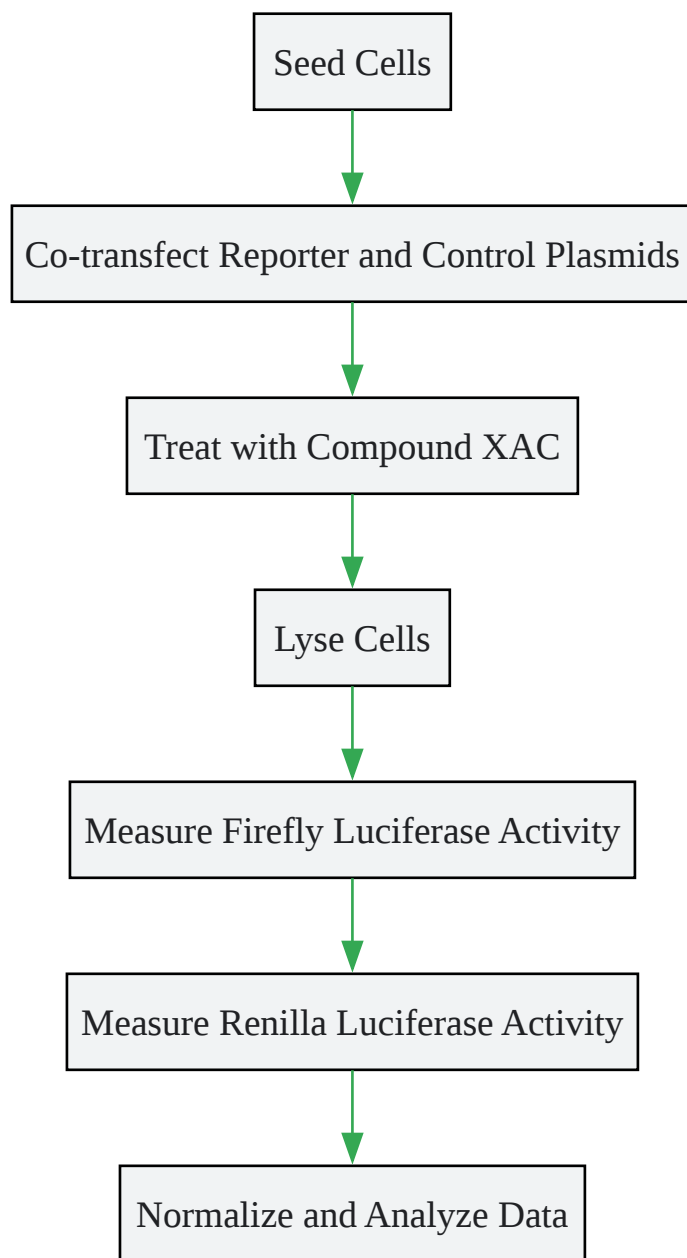 Seed Cells
Co-transfect Reporter and Control Plasmids
Treat with Compound XAC
Lyse Cells
Measure Firefly Luciferase Activity
Measure Renilla Luciferase Activity
Normalize and Analyze Data